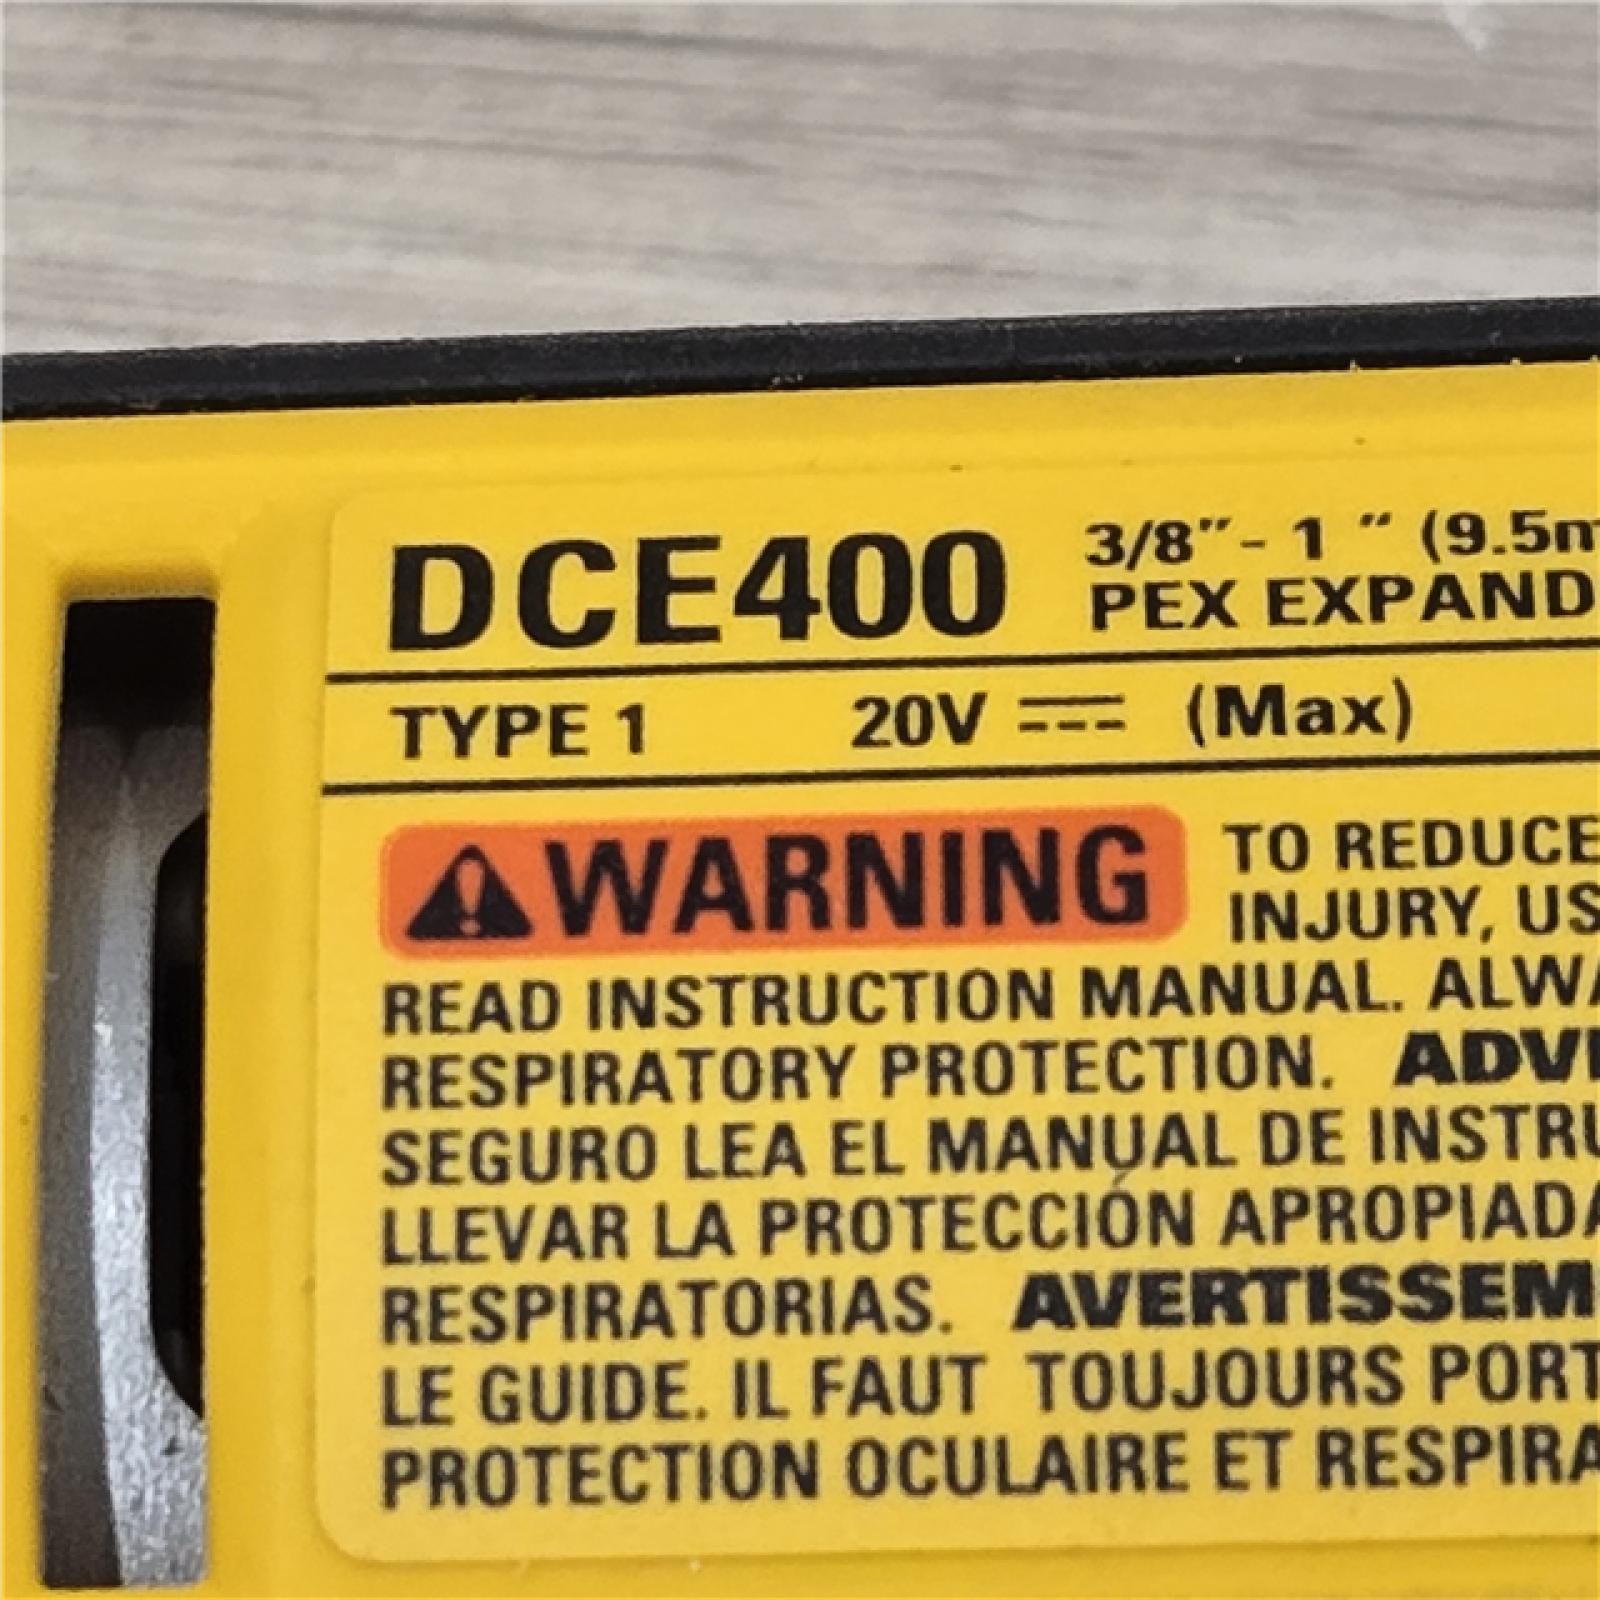 DCE400 3/8"- 1 " (9.5m
PEX EXPAND
TYPE 1 20V (Max)
WARNING TO REDUCE
INJURY, US
READ INSTRUCTION MANUAL. ALWA
RESPIRATORY PROTECTION. ADVE
SEGURO LEA EL MANUAL DE INSTRU
LLEVAR LA PROTECCIÓN APROPIADA
RESPIRATORIAS. AVERTISSEM
LE GUIDE. IL FAUT TOUJOURS PORT
PROTECTION OCULAIRE ET RESPIRA